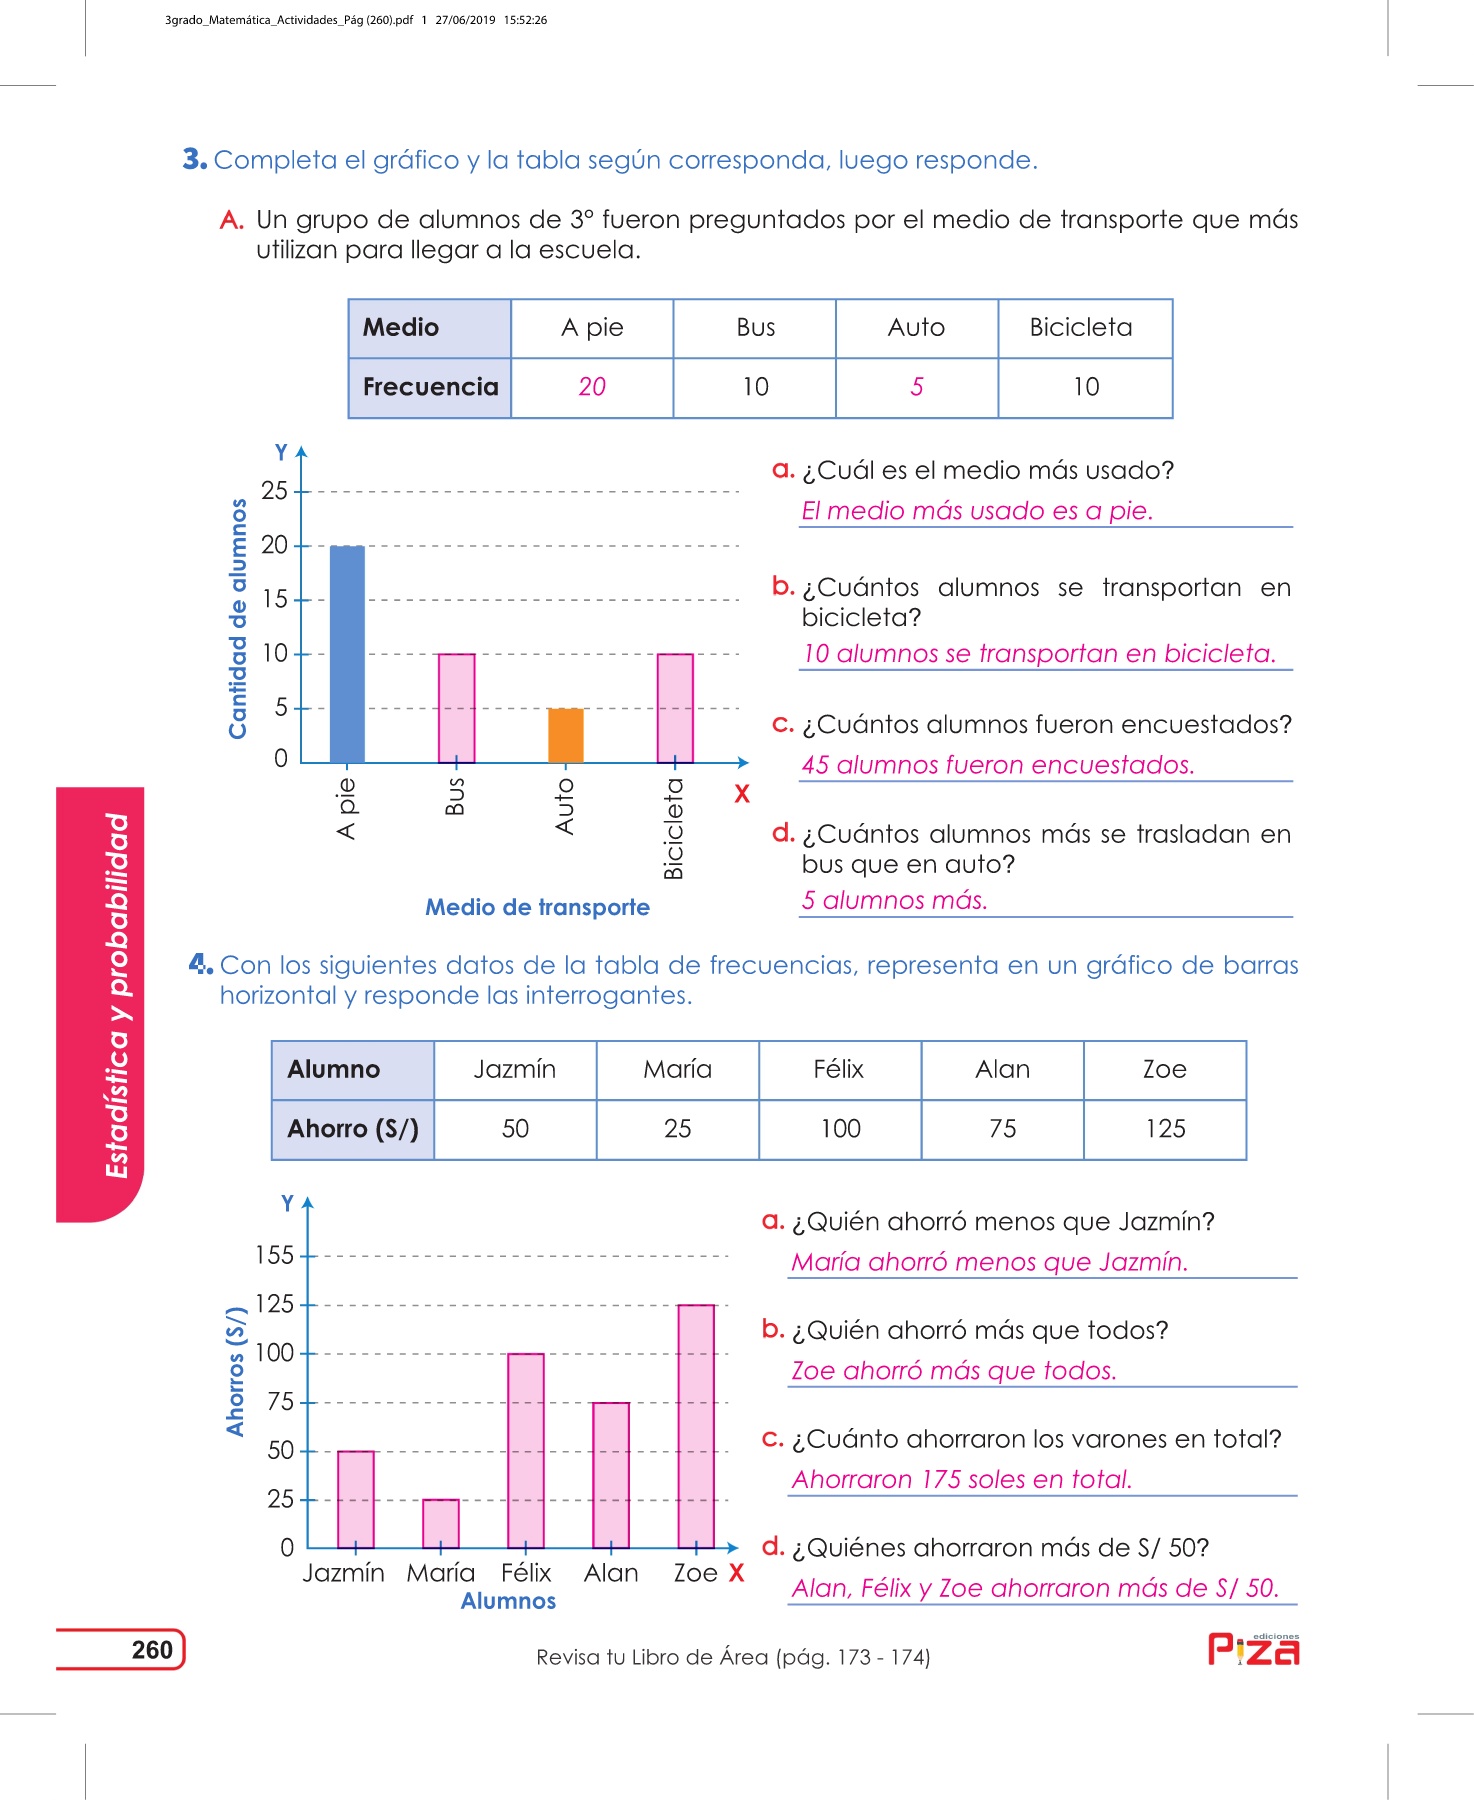 3grado_Matemática_Actividades_Pág (260).pdf 1 27/06/2019 15:52:26
3. Completa el gráfico y la tabla según corresponda, luego responde.
A. Un grupo de alumnos de 3° fueron preguntados por el medio de transporte que más
utilizan para llegar a la escuela.
Medio A pie Bus Auto Bicicleta
Frecuencia 20 10 5 10
Y
25
20
15
10
5
0
Cantidad de alumnos
A pie
Bus
Auto
Bicicleta
X
Medio de transporte
a. ¿Cuál es el medio más usado?
El medio más usado es a pie.
b. ¿Cuántos alumnos se transportan en
bicicleta?
10 alumnos se transportan en bicicleta.
c. ¿Cuántos alumnos fueron encuestados?
45 alumnos fueron encuestados.
d. ¿Cuántos alumnos más se trasladan en
bus que en auto?
5 alumnos más.
Estadística y probabilidad
4. Con los siguientes datos de la tabla de frecuencias, representa en un gráfico de barras
horizontal y responde las interrogantes.
Alumno Jazmín María Félix Alan Zoe
Ahorro (S/) 50 25 100 75 125
Y
155
125
100
75
50
25
0
Ahorros (S/)
Jazmín María Félix Alan Zoe X
Alumnos
a. ¿Quién ahorró menos que Jazmín?
María ahorró menos que Jazmín.
b. ¿Quién ahorró más que todos?
Zoe ahorró más que todos.
c. ¿Cuánto ahorraron los varones en total?
Ahorraron 175 soles en total.
d. ¿Quiénes ahorraron más de S/ 50?
Alan, Félix y Zoe ahorraron más de S/ 50.
260
Revisa tu Libro de Área (pág. 173 - 174)
ediciones
Piza